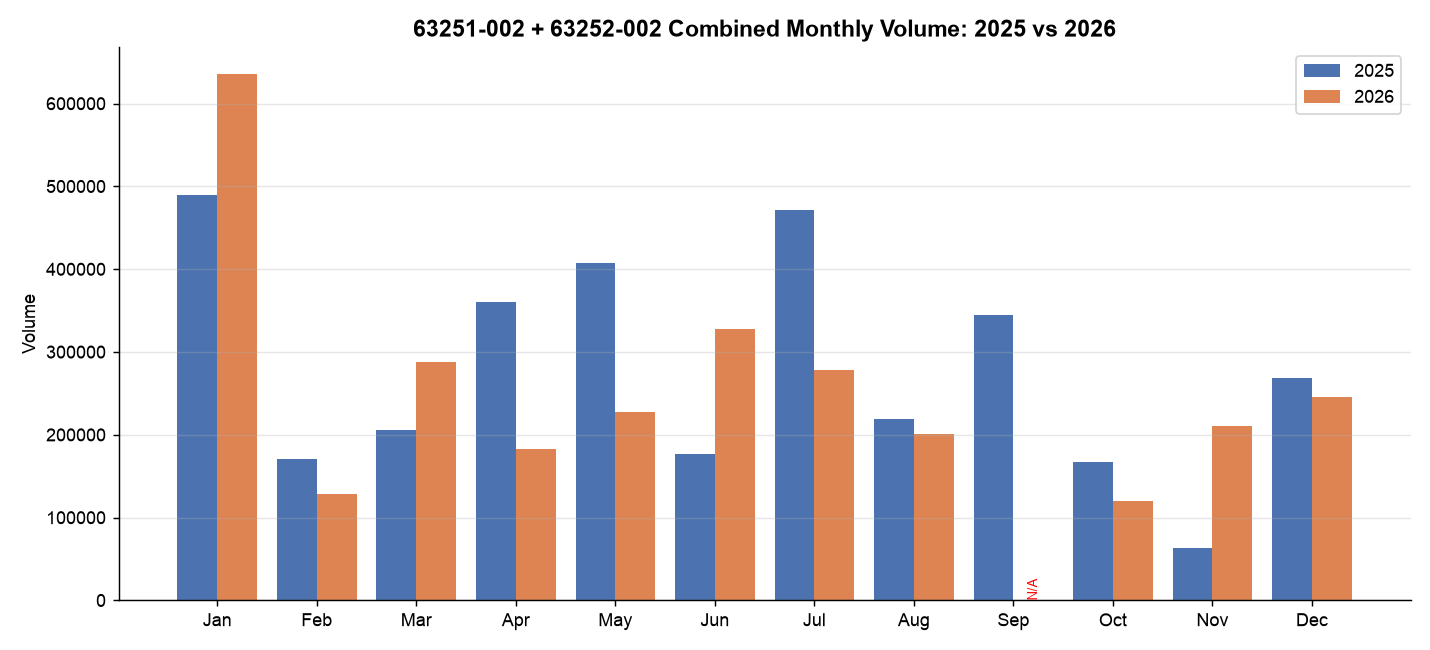 63251-002 + 63252-002 Combined Monthly Volume: 2025 vs 2026
2025
2026
Volume
600000
500000
400000
300000
200000
100000
0
N/A
Jan Feb Mar Apr May Jun Jul Aug Sep Oct Nov Dec